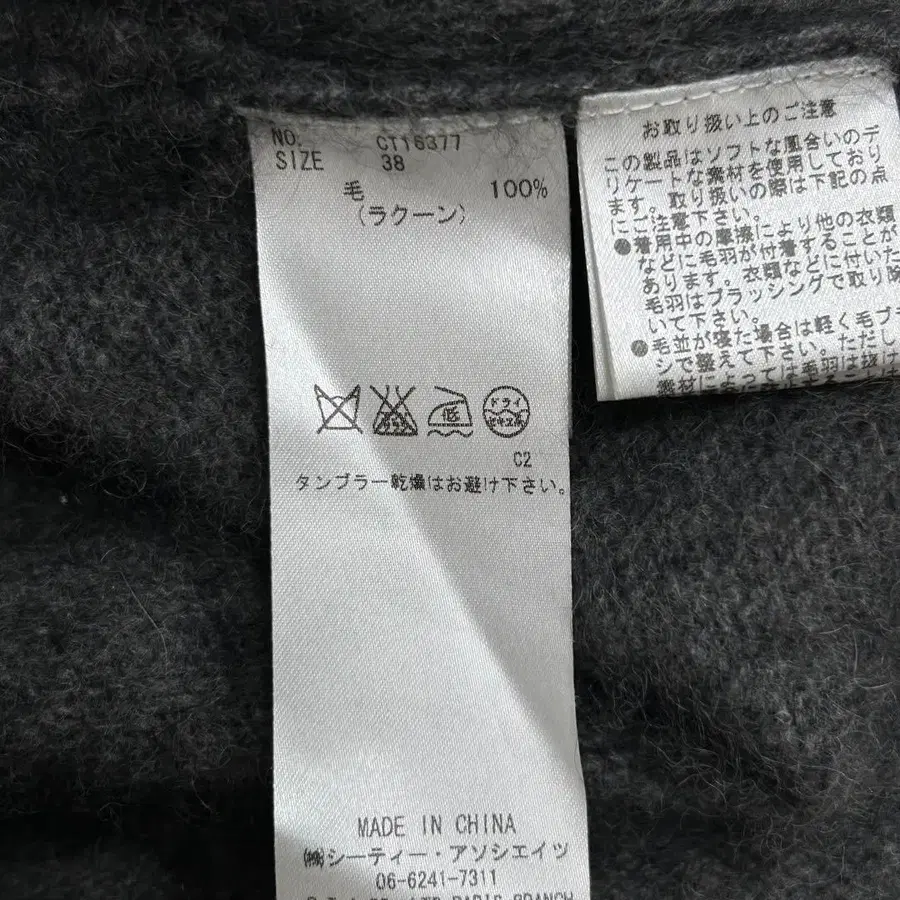 NO. CT16377
SIZE 38
毛 100%
(ラクーン)
低
ドライ
セキユ系
C2
タンブラー乾燥はお避け下さい。
MADE IN CHINA
㈱シーティー・アソシエイツ
06-6241-7311
PARIS BRANCH
お取り扱い上のご注意
この製品はソフトな風合いのデ
リケートな素材を使用しており
ます。取り扱いの際は下記の点
にご注意下さい。
着用中の摩擦により他の衣類
などに毛羽が付着することが
あります。衣類などに付いた
毛羽はブラッシングで取り除
いて下さい。
毛並が寝た場合は軽く毛ブラ
シで整えて下さい。ただし
素材によっては毛羽は抜け